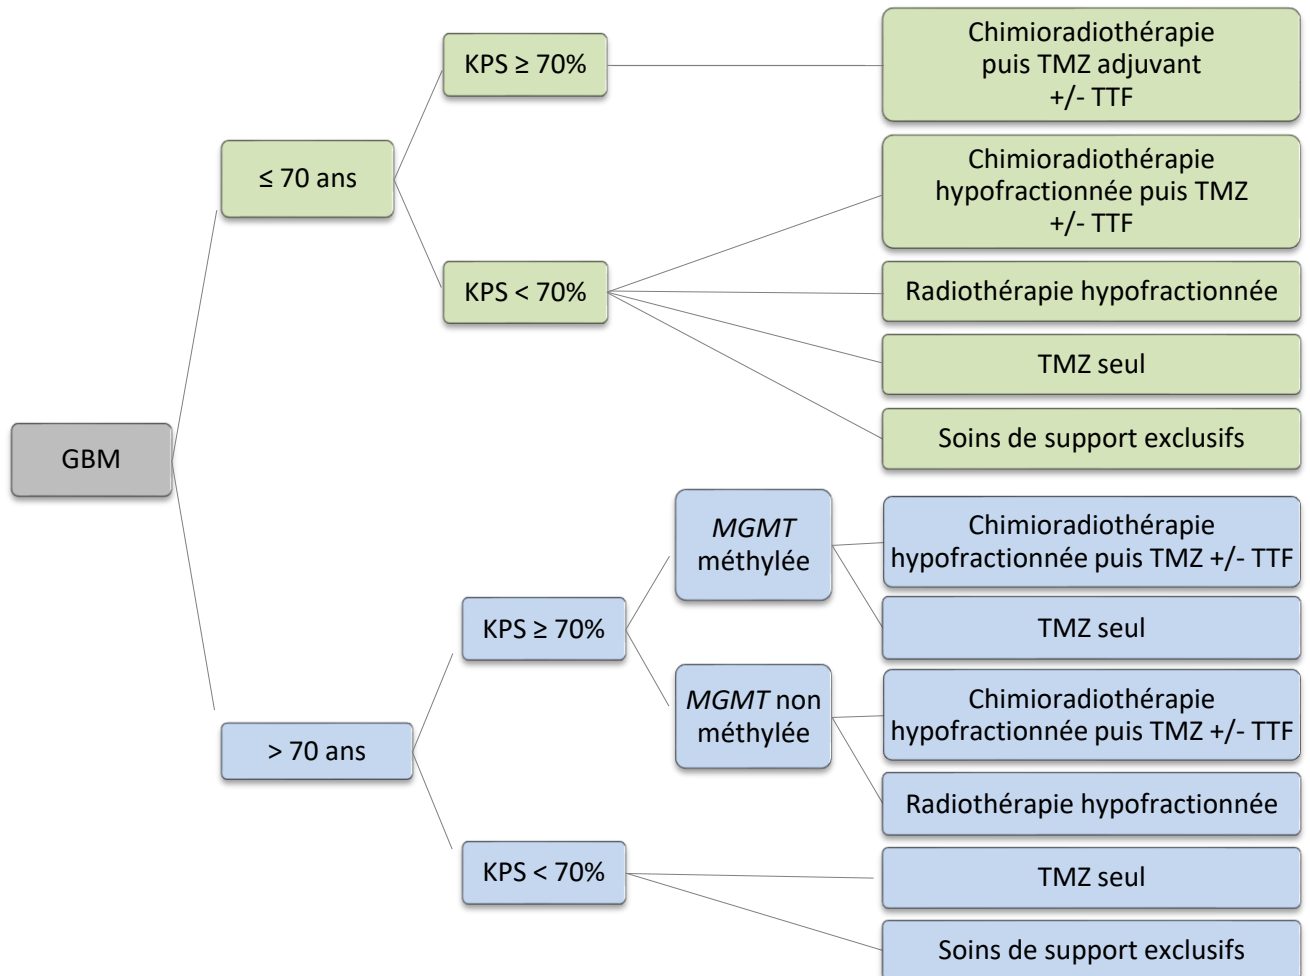 GBM
≤ 70 ans
KPS ≥ 70%
Chimioradiothérapie
puis TMZ adjuvant
+/- TTF
KPS < 70%
Chimioradiothérapie
hypofractionnée puis TMZ
+/- TTF
Radiothérapie hypofractionnée
TMZ seul
Soins de support exclusifs
> 70 ans
KPS ≥ 70%
MGMT
méthylée
Chimioradiothérapie
hypofractionnée puis TMZ +/- TTF
TMZ seul
MGMT non
méthylée
Chimioradiothérapie
hypofractionnée puis TMZ +/- TTF
Radiothérapie hypofractionnée
KPS < 70%
TMZ seul
Soins de support exclusifs